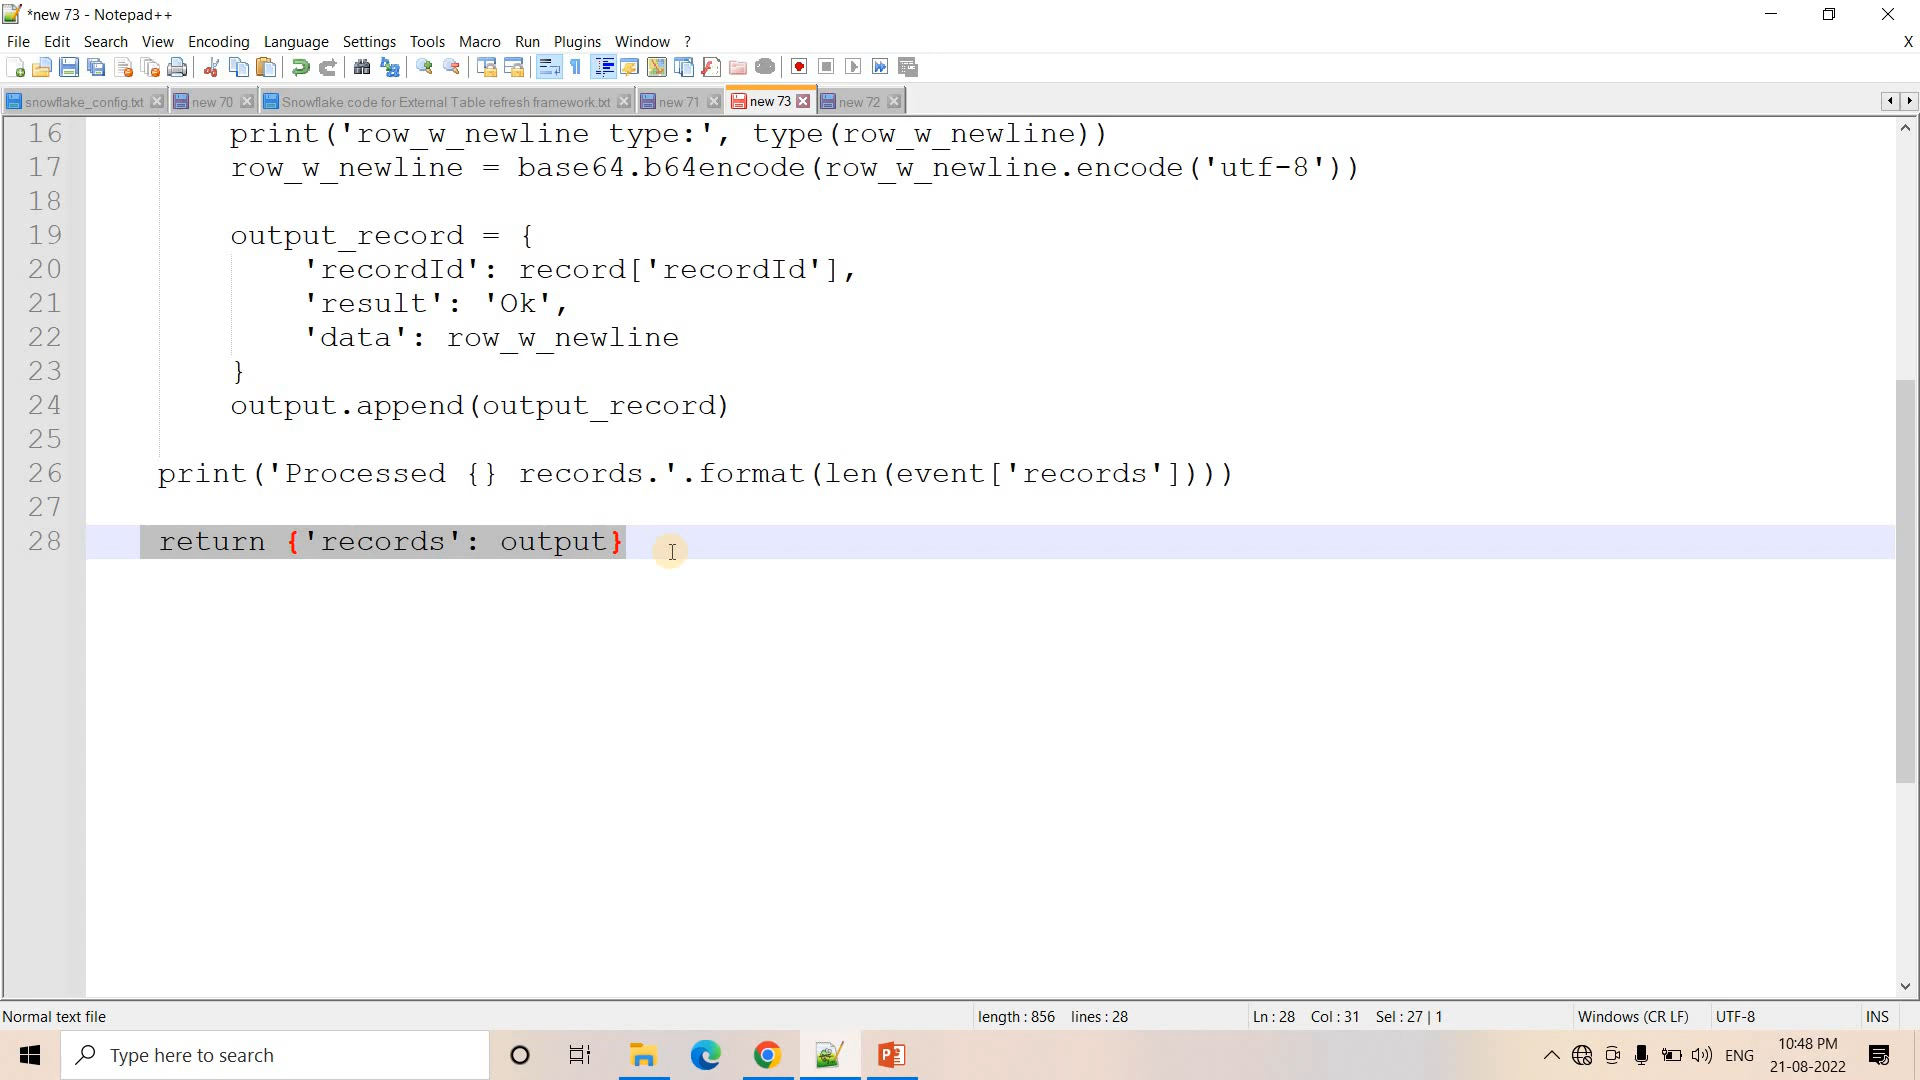 *new 73 - Notepad++
File Edit Search View Encoding Language Settings Tools Macro Run Plugins Window ? X
snowflake_config.txt new 70 Snowflake code for External Table refresh framework.txt new 71 new 73 new 72
16 print('row_w_newline type:', type(row_w_newline))
17 row_w_newline = base64.b64encode(row_w_newline.encode('utf-8'))
18
19 output_record = {
20 'recordId': record['recordId'],
21 'result': 'Ok',
22 'data': row_w_newline
23 }
24 output.append(output_record)
25
26 print('Processed {} records.'.format(len(event['records'])))
27
28 return {'records': output}
Normal text file length : 856 lines : 28 Ln : 28 Col : 31 Sel : 27 | 1 Windows (CR LF) UTF-8 INS
Type here to search ENG 10:48 PM
21-08-2022